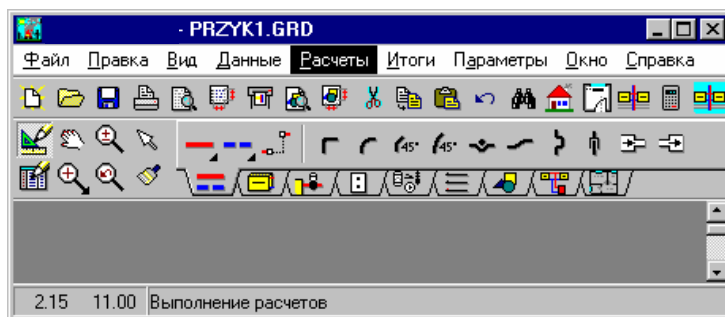 - PRZYK1.GRD
Файл Правка Вид Данные Расчеты Итоги Параметры Окно Справка
45° 45°
2.15 11.00 Выполнение расчетов